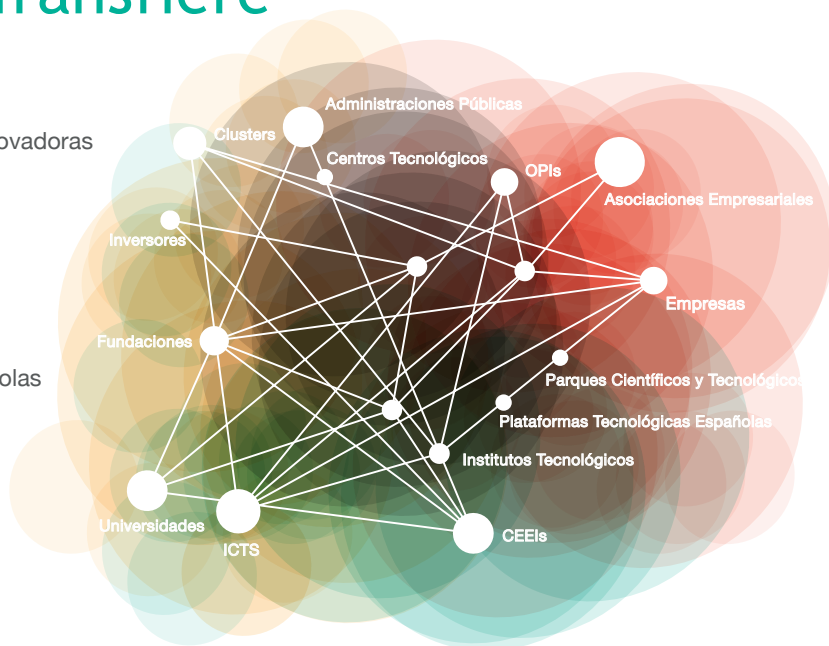 Transfiere
Administraciones Públicas
ovadoras
Clusters
Centros Tecnológicos
OPIs
Asociaciones Empresariales
Inversores
Empresas
Fundaciones
olas
Parques Científicos y Tecnológicos
Plataformas Tecnológicas Españolas
Institutos Tecnológicos
Universidades
CEEIs
ICTS